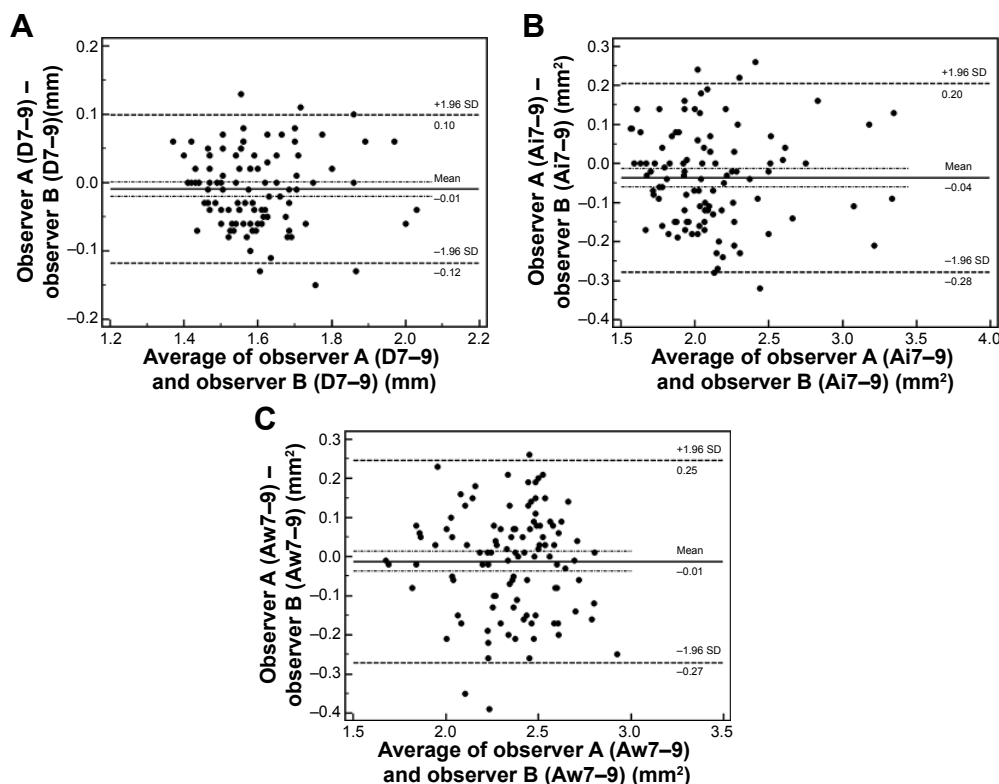 A
Observer A (D7–9) –
observer B (D7–9)(mm)
0.2
0.1
0.0
–0.1
–0.2
+1.96 SD
0.10
Mean
–0.01
–1.96 SD
–0.12
1.2 1.4 1.6 1.8 2.0 2.2
Average of observer A (D7–9)
and observer B (D7–9) (mm)
B
Observer A (Ai7–9) –
observer B (Ai7–9) (mm²)
0.3
0.2
0.1
0.0
–0.1
–0.2
–0.3
–0.4
+1.96 SD
0.20
Mean
–0.04
–1.96 SD
–0.28
1.5 2.0 2.5 3.0 3.5 4.0
Average of observer A (Ai7–9)
and observer B (Ai7–9) (mm²)
C
Observer A (Aw7–9) –
observer B (Aw7–9) (mm²)
0.3
0.2
0.1
0.0
–0.1
–0.2
–0.3
–0.4
+1.96 SD
0.25
Mean
–0.01
–1.96 SD
–0.27
1.5 2.0 2.5 3.0 3.5
Average of observer A (Aw7–9)
and observer B (Aw7–9) (mm²)